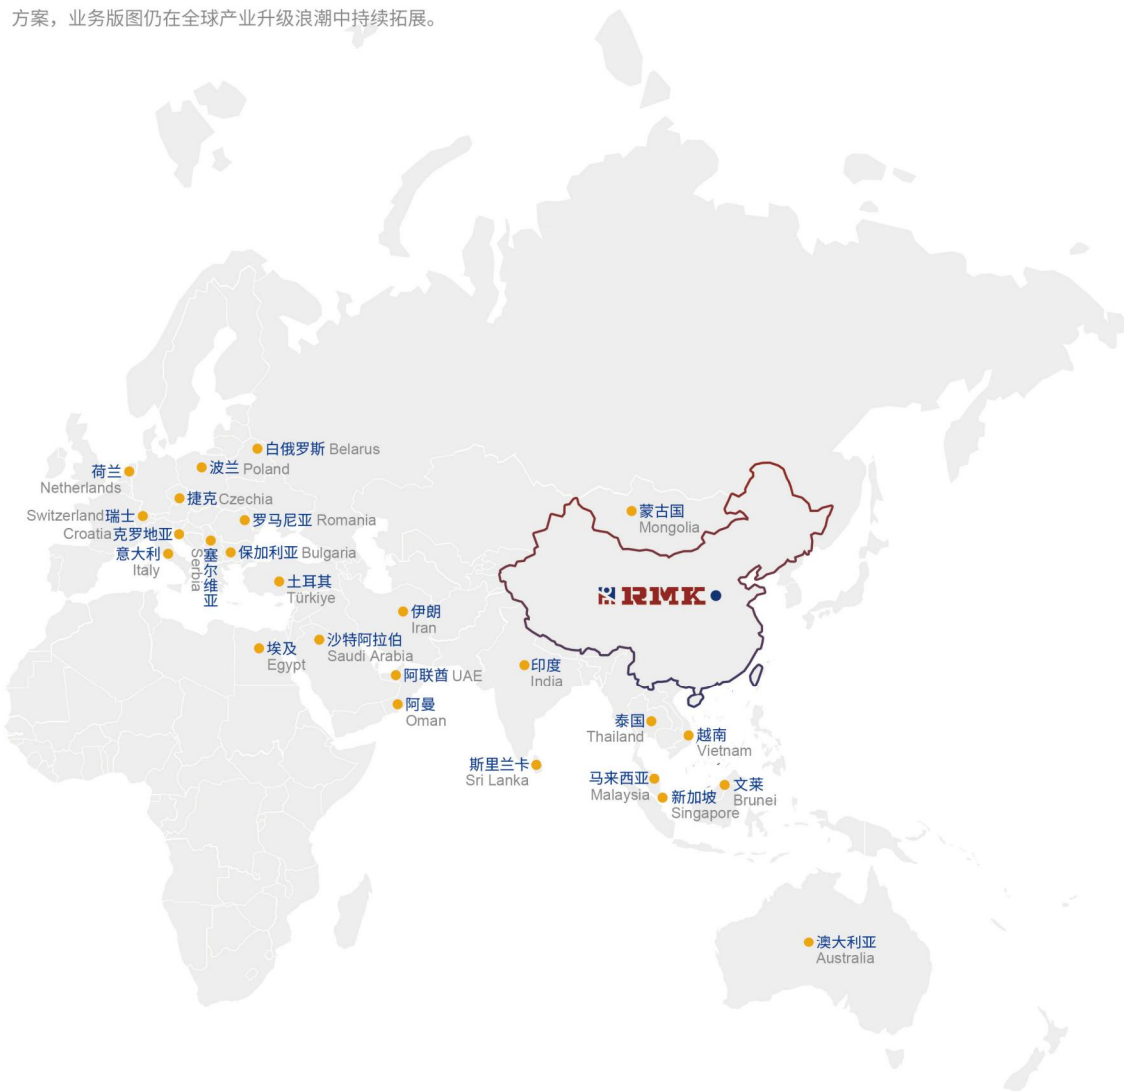 方案，业务版图仍在全球产业升级浪潮中持续拓展。
白俄罗斯 Belarus
波兰 Poland
荷兰
Netherlands
捷克 Czechia
Switzerland 瑞士
罗马尼亚 Romania
Croatia 克罗地亚
意大利
Italy
塞尔维亚
Serbia
保加利亚 Bulgaria
土耳其
Türkiye
蒙古国
Mongolia
RMK
伊朗
Iran
埃及
Egypt
沙特阿拉伯
Saudi Arabia
阿联酋 UAE
阿曼
Oman
印度
India
泰国
Thailand
越南
Vietnam
斯里兰卡
Sri Lanka
马来西亚
Malaysia
新加坡
Singapore
文莱
Brunei
澳大利亚
Australia